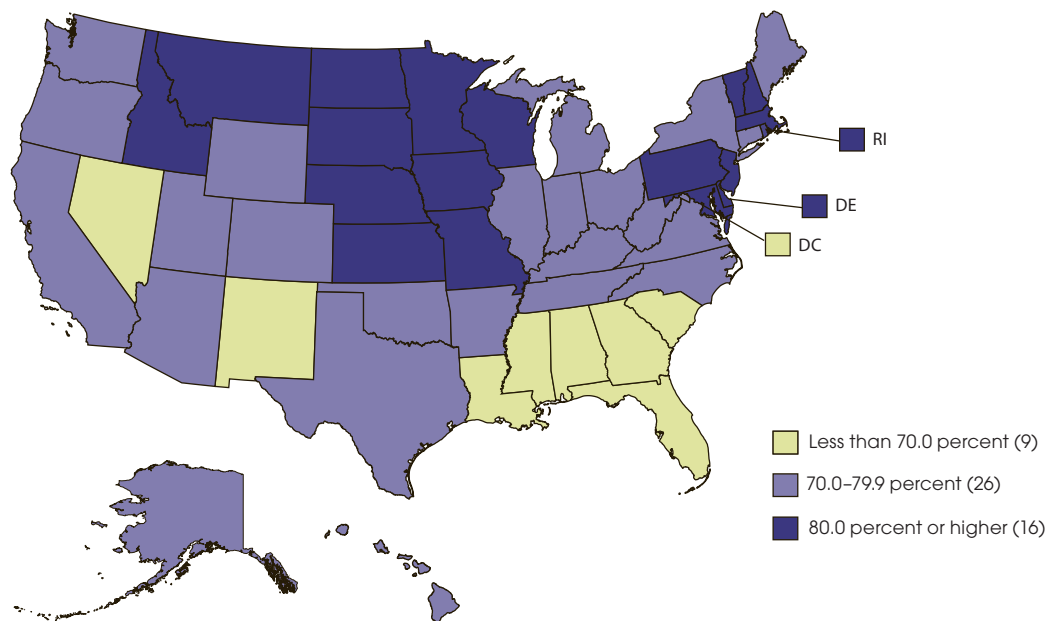 RI
DE
DC
Less than 70.0 percent (9)
70.0–79.9 percent (26)
80.0 percent or higher (16)